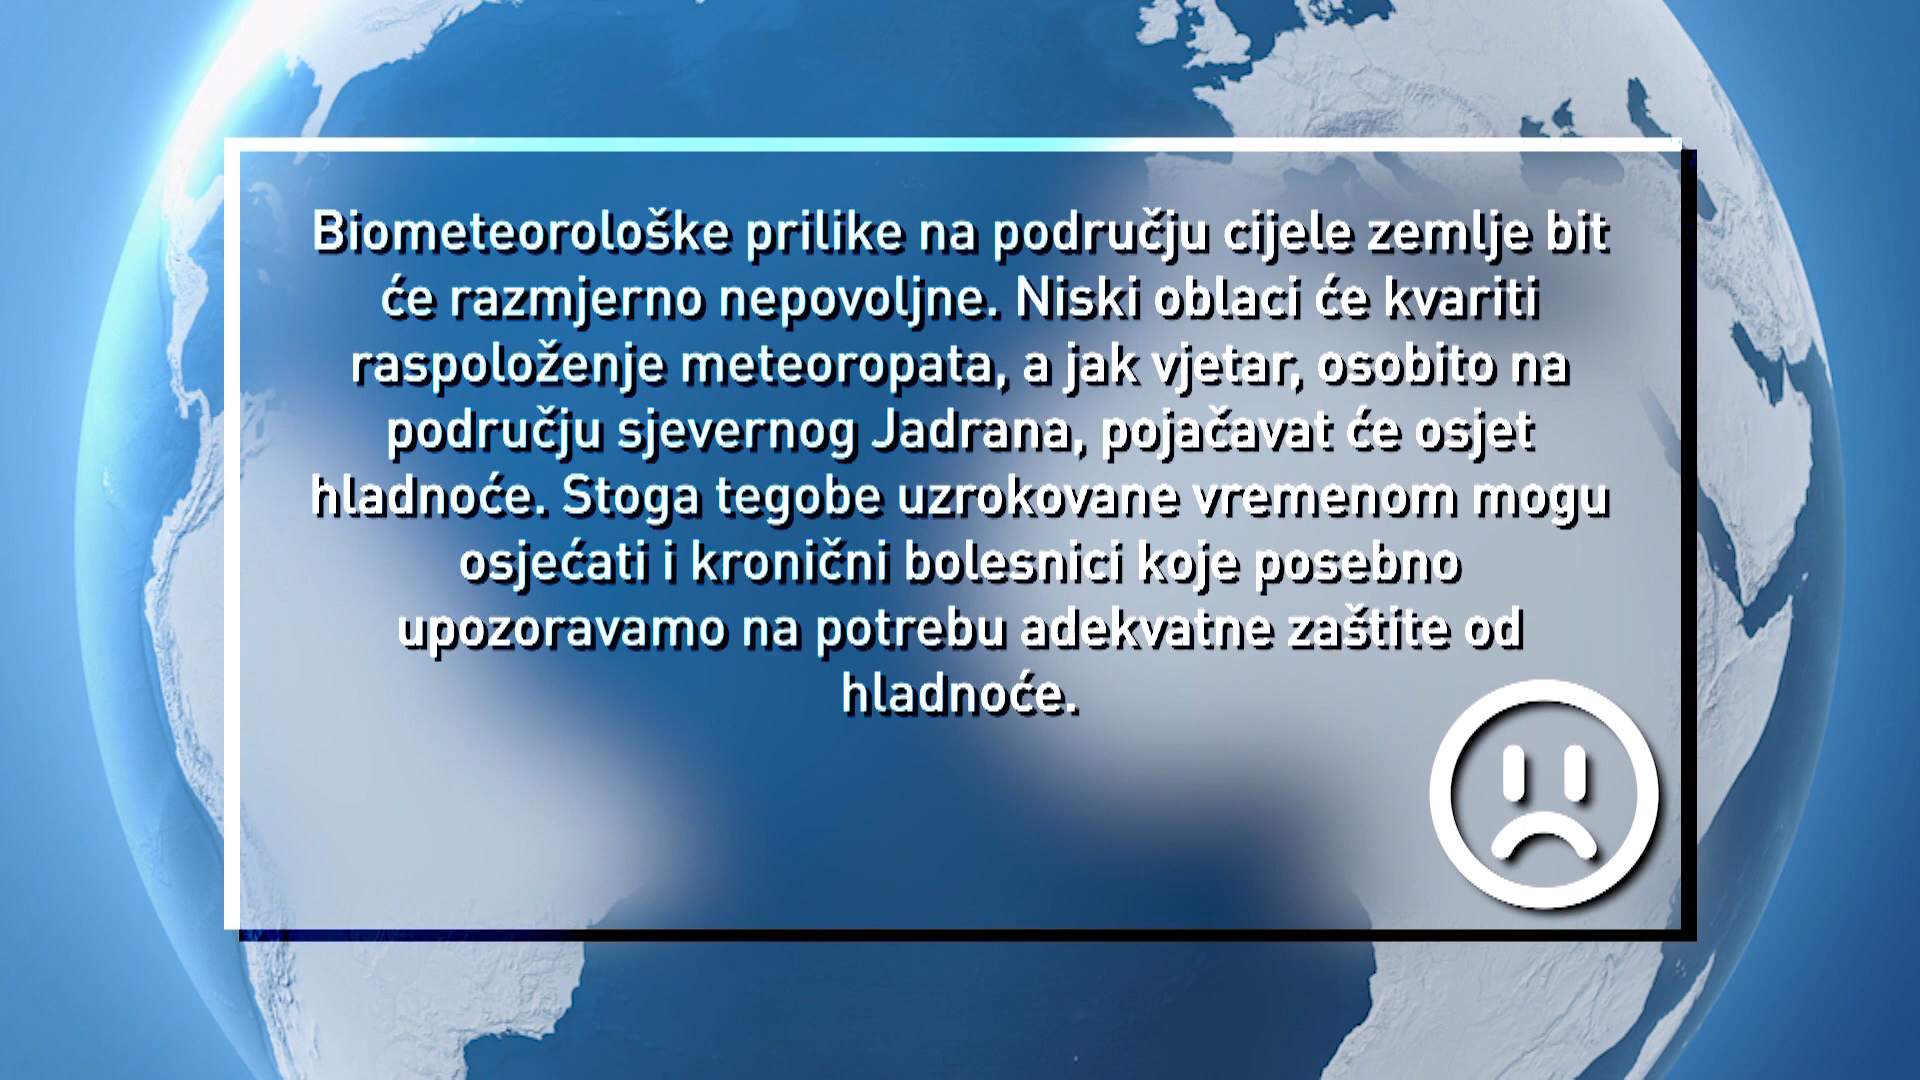 Biometeorološke prilike na području cijele zemlje bit
će razmjerno nepovoljne. Niski oblaci će kvariti
raspoloženje meteoropata, a jak vjetar, osobito na
području sjevernog Jadrana, pojačavat će osjet
hladnoće. Stoga tegobe uzrokovane vremenom mogu
osjećati i kronični bolesnici koje posebno
upozoravamo na potrebu adekvatne zaštite od
hladnoće.